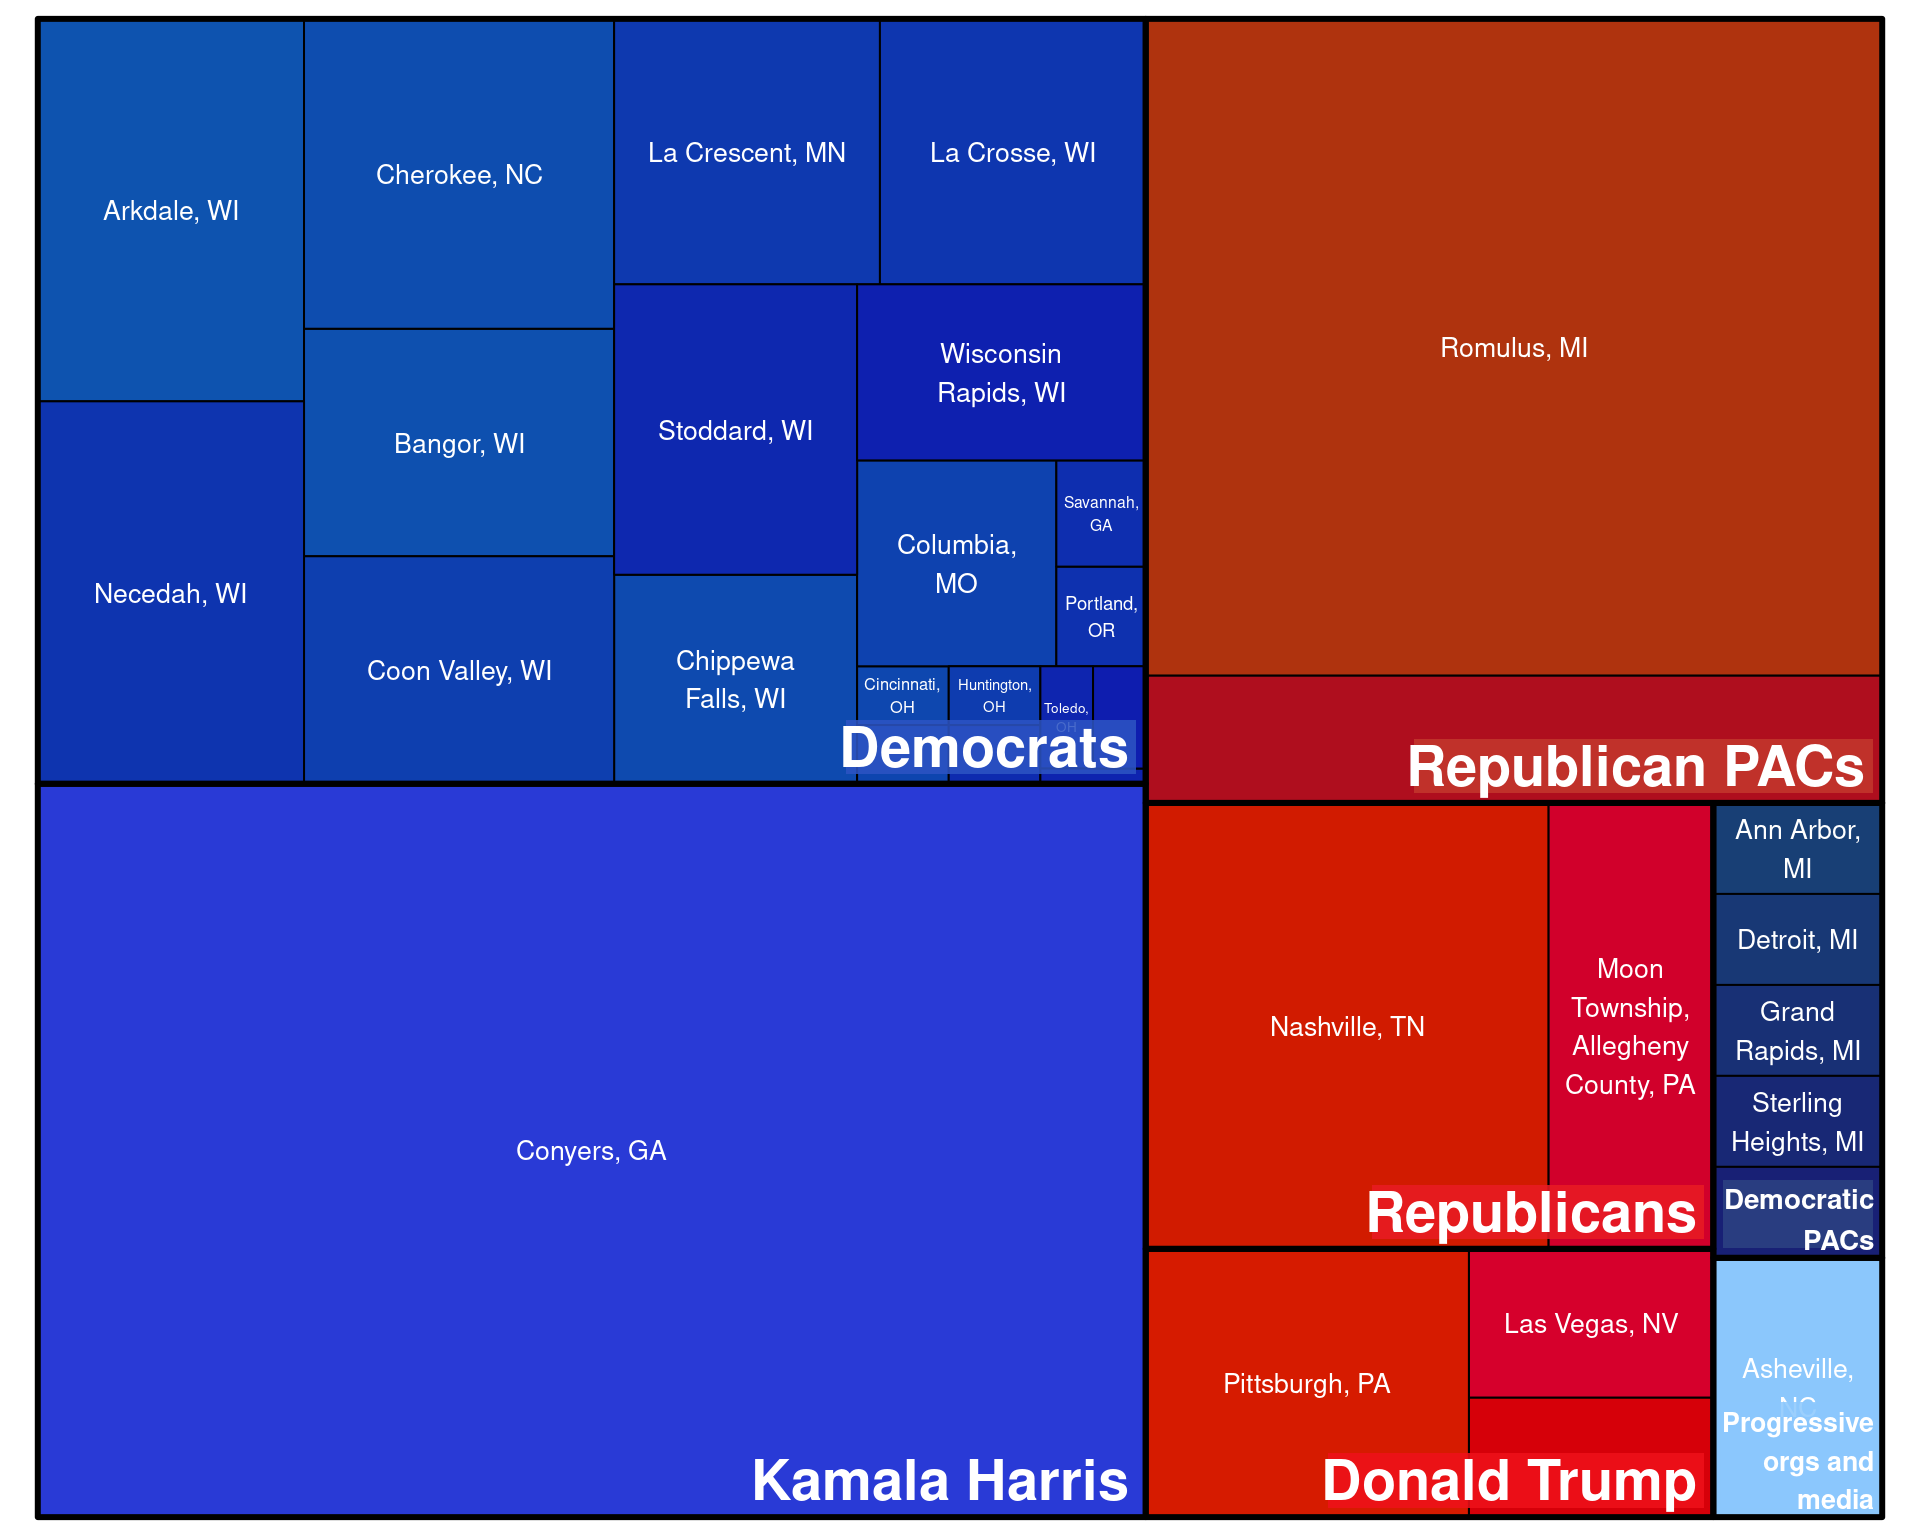 Arkdale, WI
Necedah, WI
Cherokee, NC
Bangor, WI
Coon Valley, WI
La Crescent, MN
La Crosse, WI
Stoddard, WI
Chippewa
Falls, WI
Wisconsin
Rapids, WI
Columbia,
MO
Savannah,
GA
Portland,
OR
Cincinnati,
OH
Huntington,
OH
Toledo,
OH
Democrats
Conyers, GA
Kamala Harris
Romulus, MI
Republican PACs
Nashville, TN
Moon
Township,
Allegheny
County, PA
Republicans
Pittsburgh, PA
Las Vegas, NV
Donald Trump
Ann Arbor,
MI
Detroit, MI
Grand
Rapids, MI
Sterling
Heights, MI
Democratic
PACs
Asheville,
NC
Progressive
orgs and
media